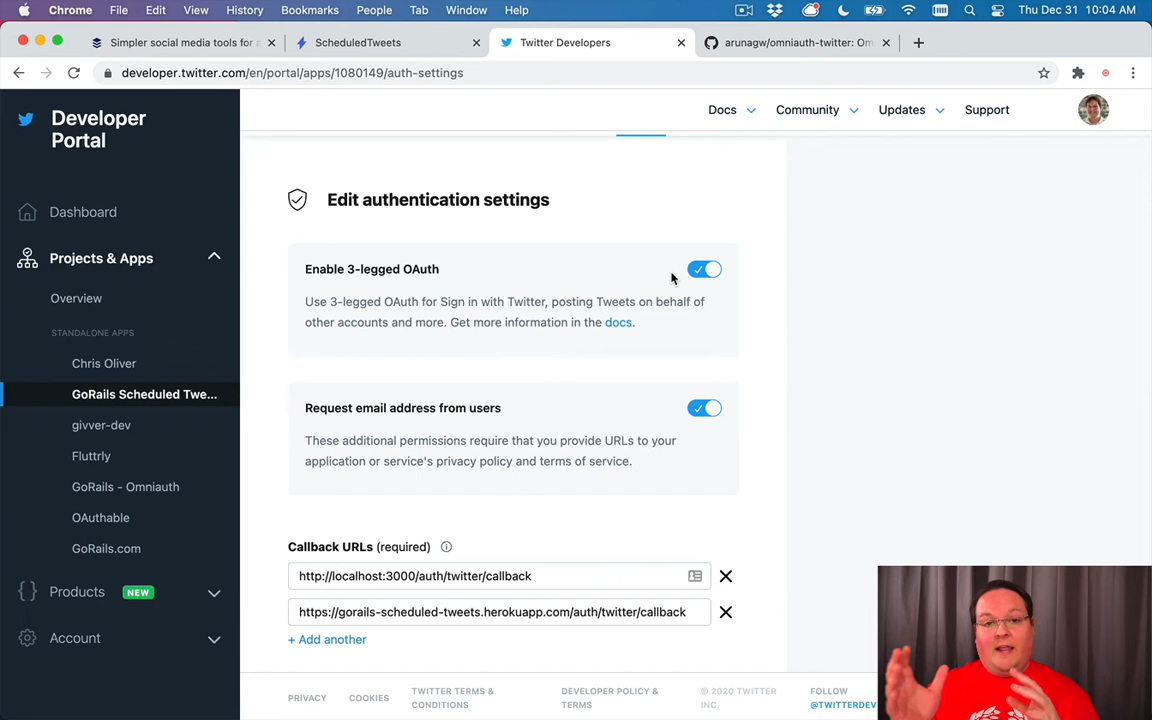 Chrome File Edit View History Bookmarks People Tab Window Help Thu Dec 31 10:04 AM
Simpler social media tools for a ScheduledTweets Twitter Developers arunagw/omniauth-twitter: Om
developer.twitter.com/en/portal/apps/1080149/auth-settings
Developer
Portal
Docs Community Updates Support
Dashboard
Projects & Apps
Overview
STANDALONE APPS
Chris Oliver
GoRails Scheduled Twe...
givver-dev
Fluttrly
GoRails - Omniauth
OAuthable
GoRails.com
Products NEW
Account
Edit authentication settings
Enable 3-legged OAuth
Use 3-legged OAuth for Sign in with Twitter, posting Tweets on behalf of
other accounts and more. Get more information in the docs.
Request email address from users
These additional permissions require that you provide URLs to your
application or service's privacy policy and terms of service.
Callback URLs (required)
http://localhost:3000/auth/twitter/callback
https://gorails-scheduled-tweets.herokuapp.com/auth/twitter/callback
+ Add another
PRIVACY COOKIES
TWITTER TERMS &
CONDITIONS
DEVELOPER POLICY &
TERMS
© 2020 TWITTER
INC.
FOLLOW
@TWITTERDEV